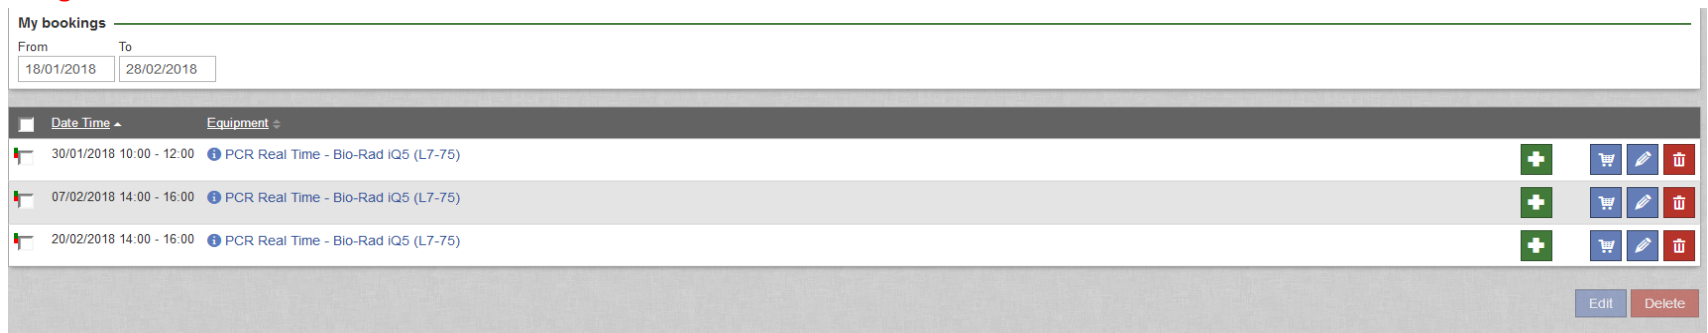 My bookings
From To
18/01/2018 28/02/2018
Date Time Equipment
30/01/2018 10:00 - 12:00 PCR Real Time - Bio-Rad iQ5 (L7-75)
07/02/2018 14:00 - 16:00 PCR Real Time - Bio-Rad iQ5 (L7-75)
20/02/2018 14:00 - 16:00 PCR Real Time - Bio-Rad iQ5 (L7-75)
Edit Delete